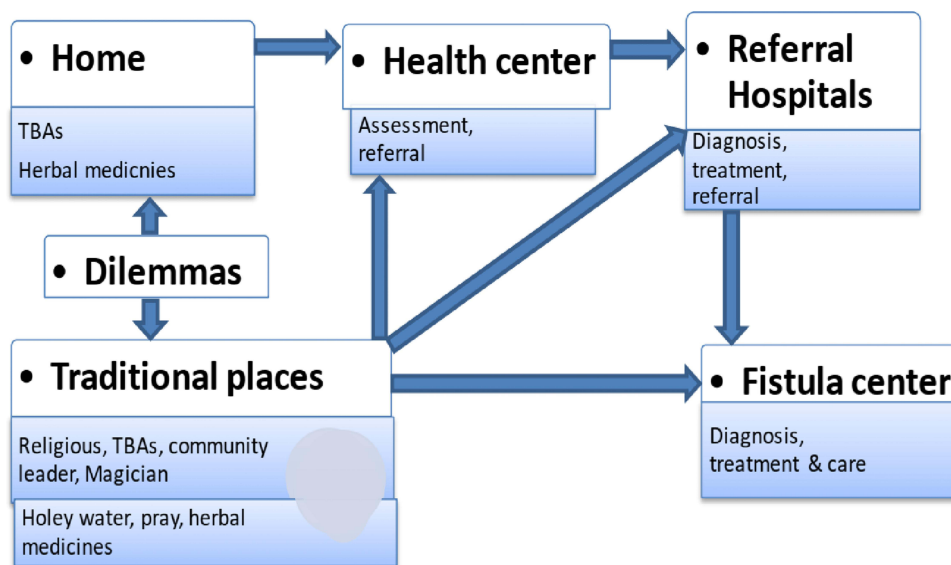 • Home
TBAs
Herbal medicnies
• Health center
Assessment,
referral
• Referral
Hospitals
Diagnosis,
treatment,
referral
• Dilemmas
• Traditional places
Religious, TBAs, community
leader, Magician
Holey water, pray, herbal
medicines
• Fistula center
Diagnosis,
treatment & care